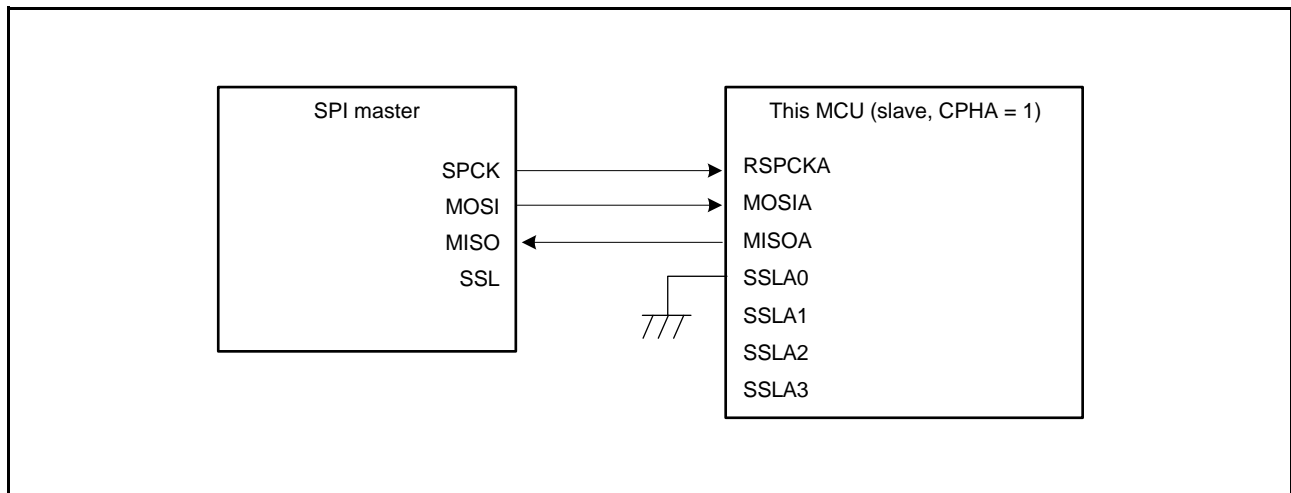 SPI master
SPCK
MOSI
MISO
SSL
This MCU (slave, CPHA = 1)
RSPCKA
MOSIA
MISOA
SSLA0
SSLA1
SSLA2
SSLA3